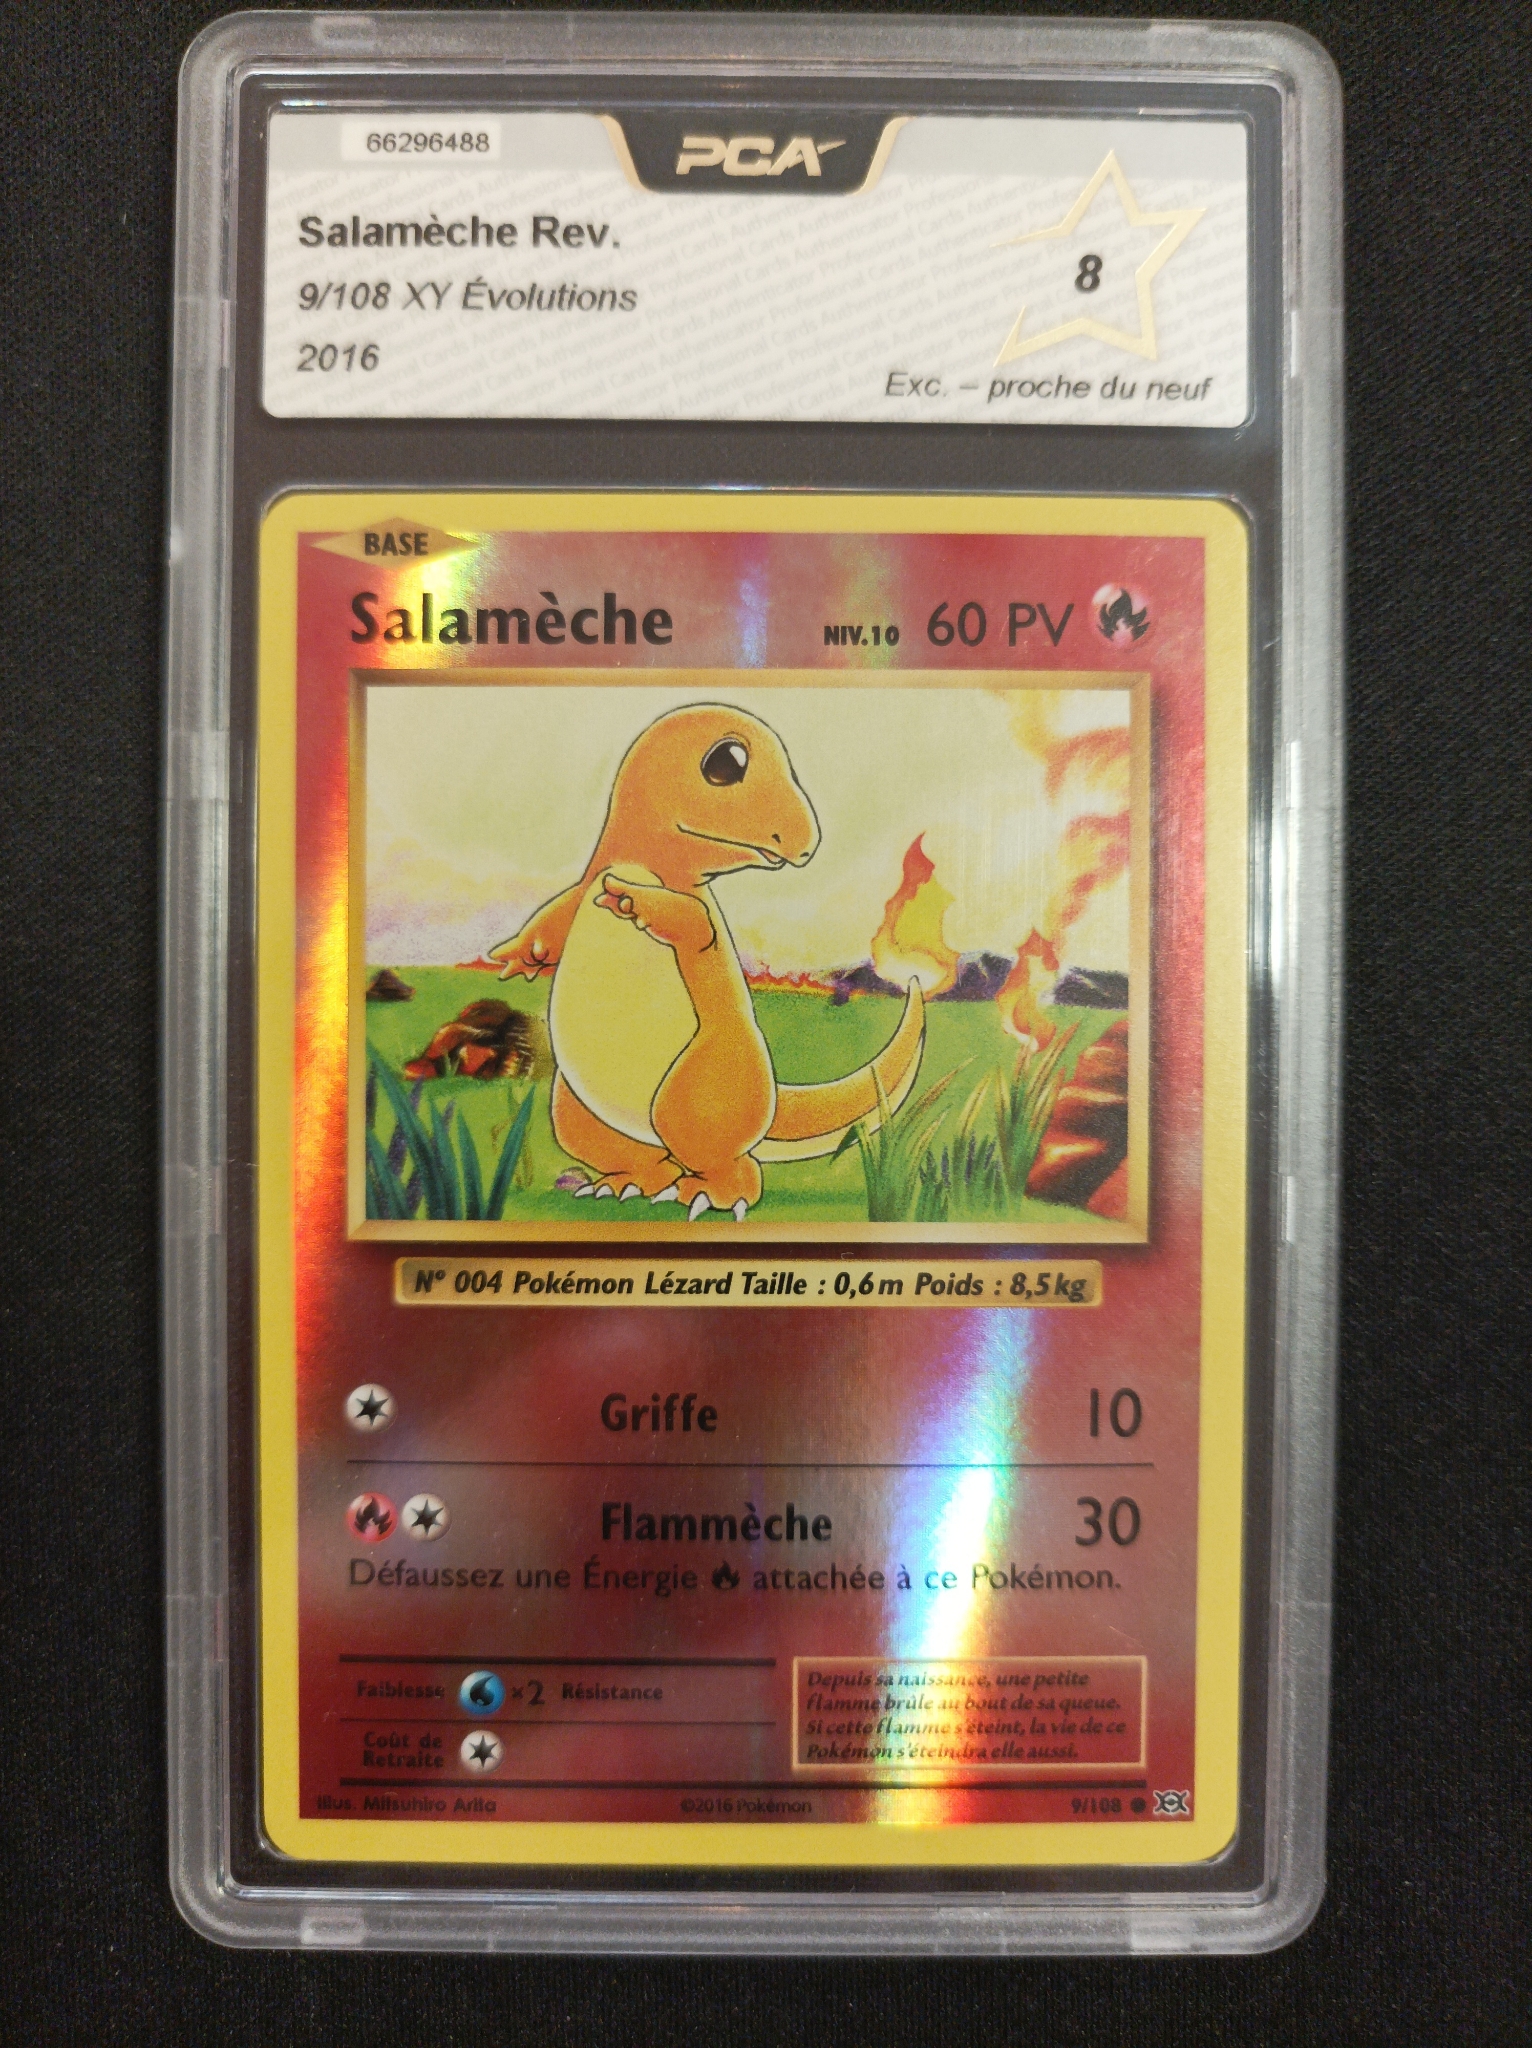 66296488
PCA
Salamèche Rev.
9/108 XY Évolutions
2016
8
Exc. – proche du neuf
BASE
Salamèche NIV.10 60 PV
N° 004 Pokémon Lézard Taille : 0,6 m Poids : 8,5 kg
Griffe 10
Flammèche 30
Défaussez une Énergie attachée à ce Pokémon.
Faiblesse ×2 Résistance
Coût de
Retraite
Depuis sa naissance, une petite
flamme brûle au bout de sa queue.
Si cette flamme s'éteint, la vie de ce
Pokémon s'éteindra elle aussi.
Illus. Mitsuhiro Arita ©2016 Pokémon 9/108